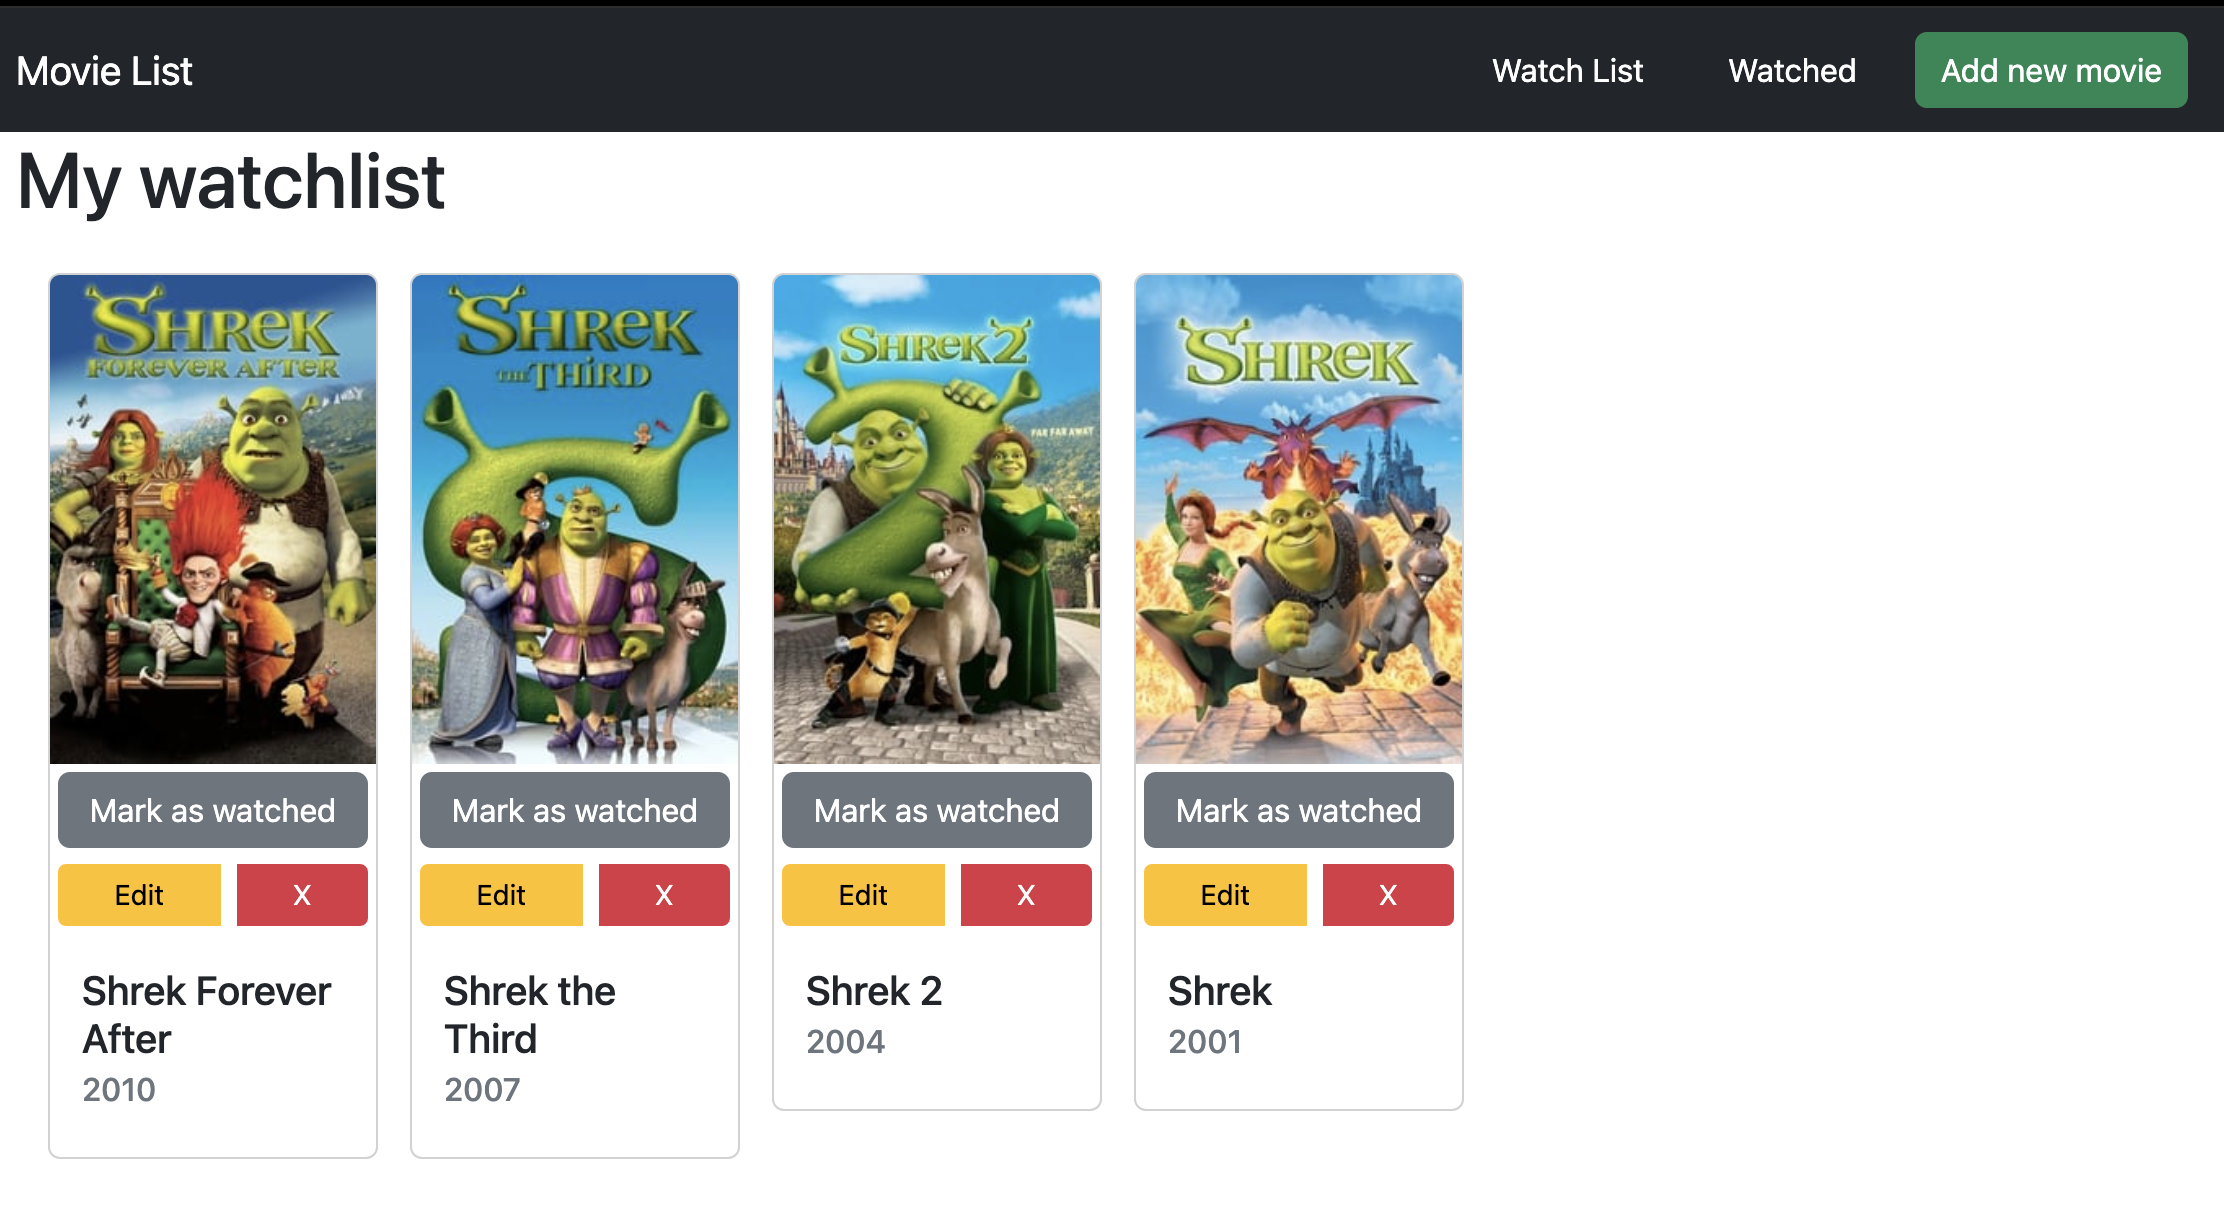 Movie List
Watch List
Watched
Add new movie
My watchlist
SHREK
FOREVER AFTER
FAR AWAY
Mark as watched
Edit
X
Shrek Forever
After
2010
SHREK
THE THIRD
Mark as watched
Edit
X
Shrek the
Third
2007
SHREK 2
FAR FAR AWAY
Mark as watched
Edit
X
Shrek 2
2004
SHREK
Mark as watched
Edit
X
Shrek
2001